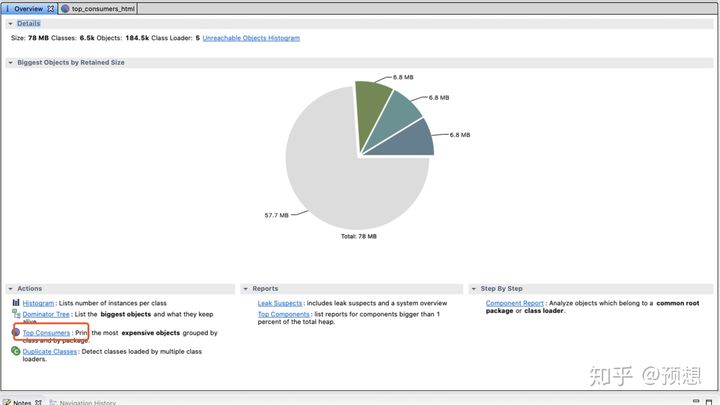 Overview
top_consumers_html
Details
Size: 78 MB Classes: 6.5k Objects: 184.5k Class Loader: 5 Unreachable Objects Histogram
Biggest Objects by Retained Size
6.8 MB
6.8 MB
6.8 MB
57.7 MB
Total: 78 MB
Actions
Histogram: Lists number of instances per class
Dominator Tree: List the biggest objects and what they keep
alive.
Top Consumers: Print the most expensive objects grouped by
class and by package.
Duplicate Classes: Detect classes loaded by multiple class
loaders.
Reports
Leak Suspects: includes leak suspects and a system overview
Top Components: list reports for components bigger than 1
percent of the total heap.
Step By Step
Component Report: Analyze objects which belong to a common root
package or class loader.
知乎 @预想
Notes
Navigation History